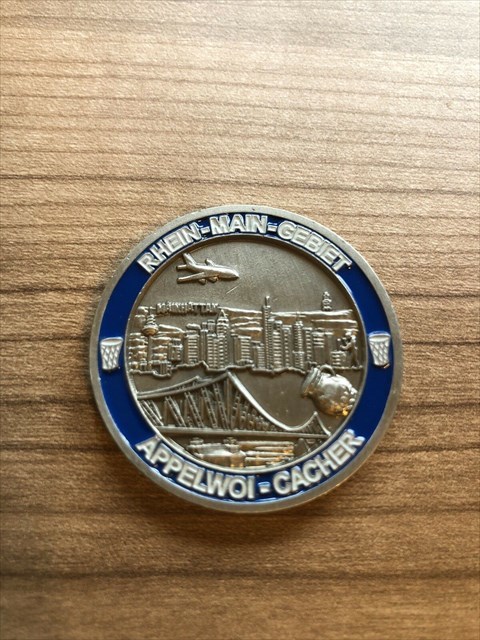 RHEIN-MAIN-GEBIET
MAINHATTAN
APPELWOI-CACHER